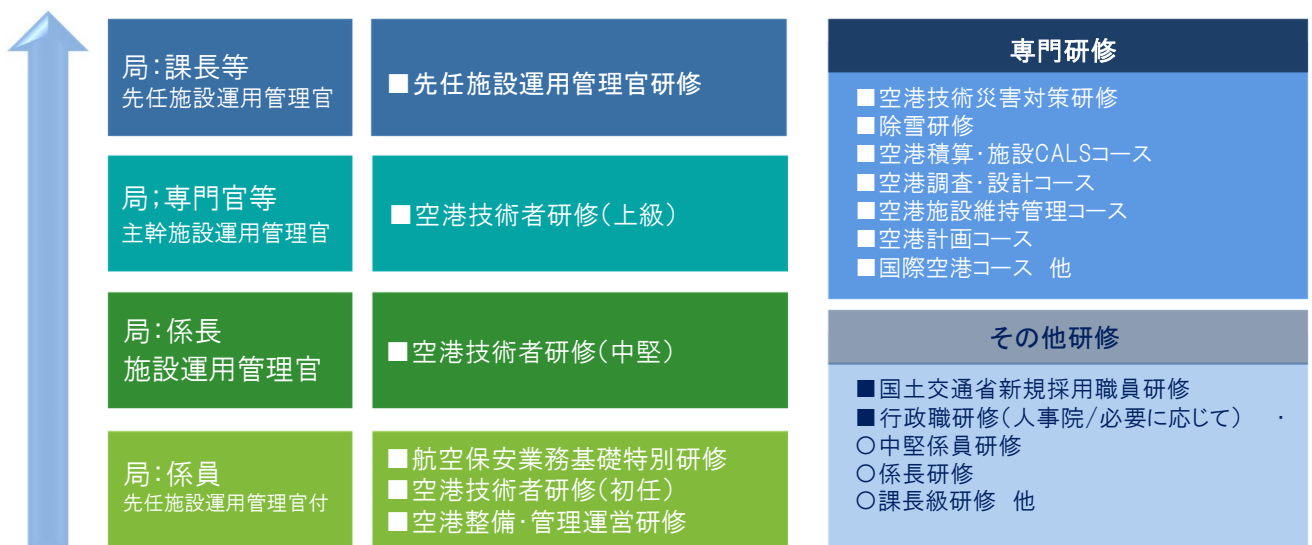 局：課長等
先任施設運用管理官
■先任施設運用管理官研修
局；専門官等
主幹施設運用管理官
■空港技術者研修（上級）
局：係長
施設運用管理官
■空港技術者研修（中堅）
局：係員
先任施設運用管理官付
■航空保安業務基礎特別研修
■空港技術者研修（初任）
■空港整備・管理運営研修
専門研修
■空港技術災害対策研修
■除雪研修
■空港積算・施設CALSコース
■空港調査・設計コース
■空港施設維持管理コース
■空港計画コース
■国際空港コース 他
その他研修
■国土交通省新規採用職員研修
■行政職研修（人事院/必要に応じて） ・
○中堅係員研修
○係長研修
○課長級研修 他